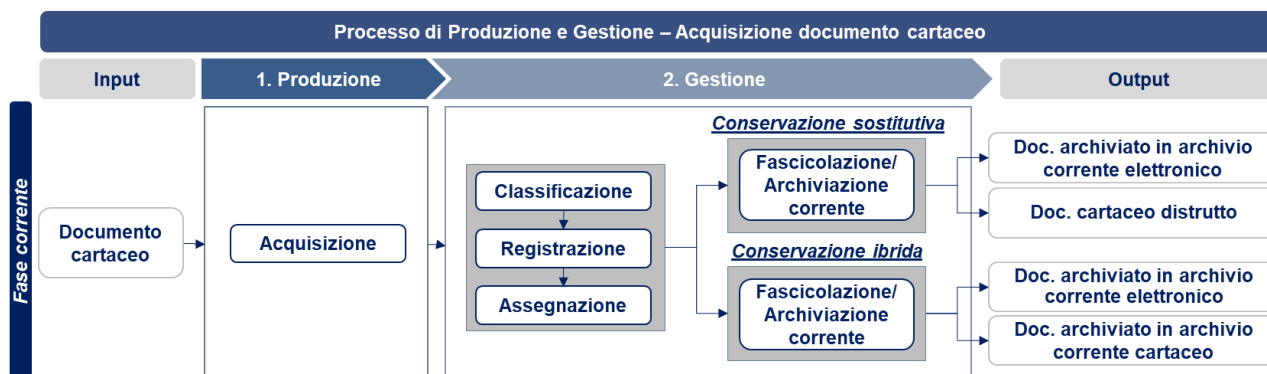 Processo di Produzione e Gestione – Acquisizione documento cartaceo
Input
1. Produzione
2. Gestione
Output
Fase corrente
Documento
cartaceo
Acquisizione
Classificazione
Registrazione
Assegnazione
Conservazione sostitutiva
Fascicolazione/
Archiviazione
corrente
Conservazione ibrida
Fascicolazione/
Archiviazione
corrente
Doc. archiviato in archivio
corrente elettronico
Doc. cartaceo distrutto
Doc. archiviato in archivio
corrente elettronico
Doc. archiviato in archivio
corrente cartaceo